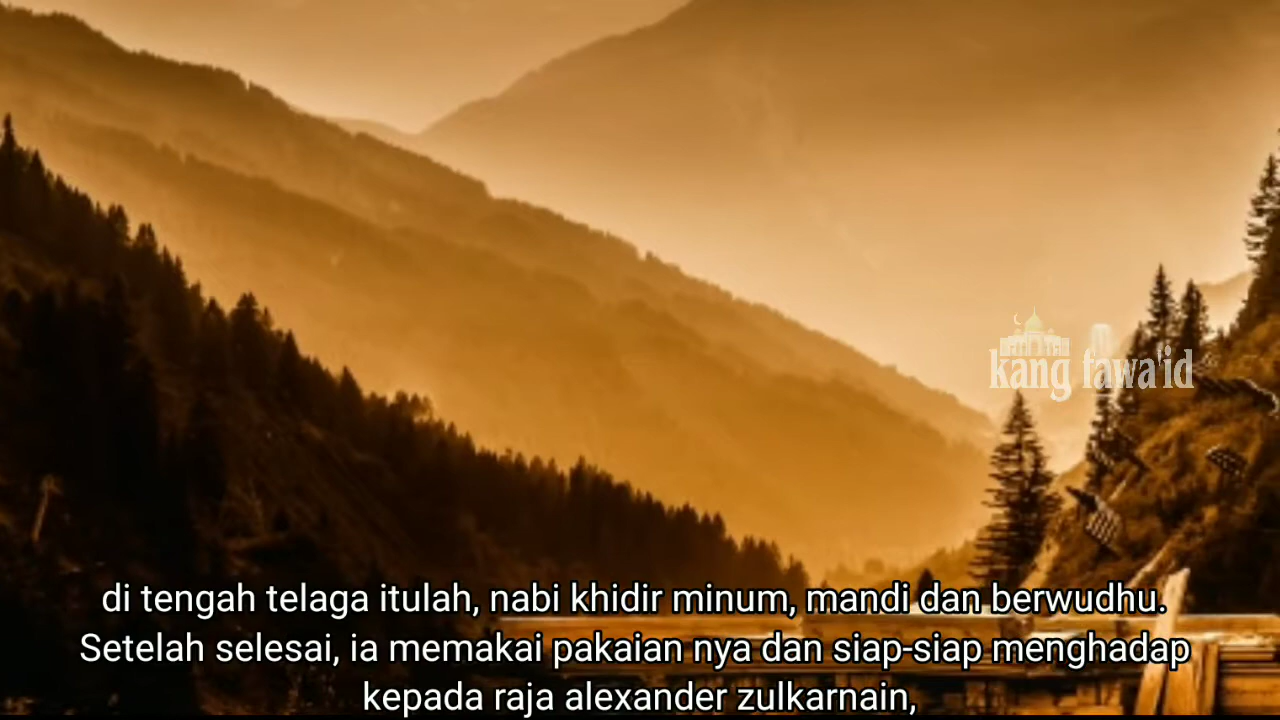 kang fawa'id
di tengah telaga itulah, nabi khidir minum, mandi dan berwudhu.
Setelah selesai, ia memakai pakaian nya dan siap-siap menghadap
kepada raja alexander zulkarnain,